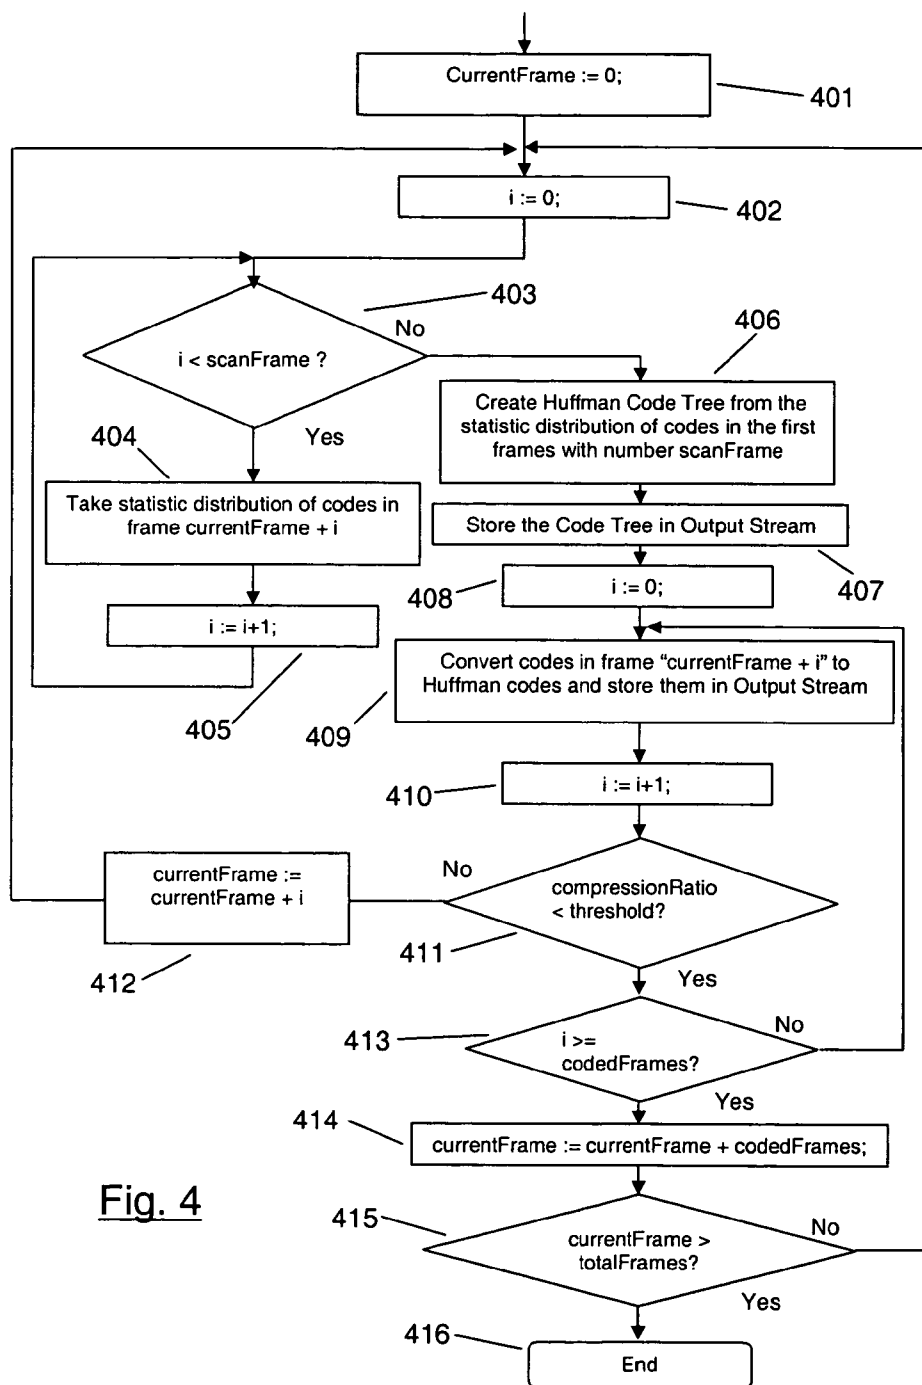 CurrentFrame := 0;
401
i := 0;
402
403
i < scanFrame ?
No
Yes
406
Create Huffman Code Tree from the
statistic distribution of codes in the first
frames with number scanFrame
404
Take statistic distribution of codes in
frame currentFrame + i
Store the Code Tree in Output Stream
407
408
i := 0;
i := i+1;
405
Convert codes in frame "currentFrame + i" to
Huffman codes and store them in Output Stream
409
410
i := i+1;
currentFrame :=
currentFrame + i
412
No
compressionRatio
< threshold?
411
Yes
413
i >=
codedFrames?
No
Yes
414
currentFrame := currentFrame + codedFrames;
Fig. 4
415
currentFrame >
totalFrames?
No
Yes
416
End